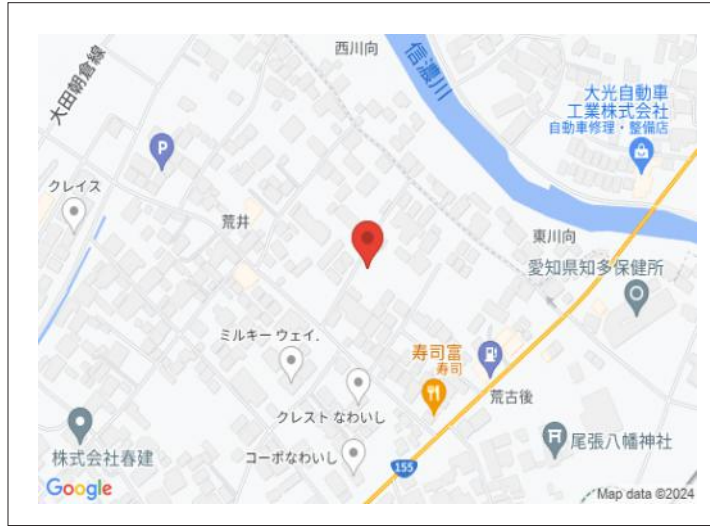 西川向
大田朝倉線
信濃川
大光自動車
工業株式会社
自動車修理・整備店
クレイス
荒井
東川向
愛知県知多保健所
ミルキー ウェイ.
寿司富
寿司
荒古後
クレスト なわいし
尾張八幡神社
株式会社春建
コーポなわいし
155
Google
Map data ©2024
P